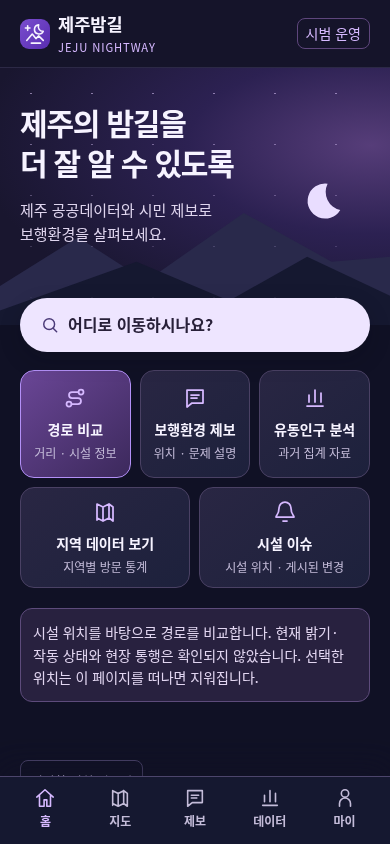 제주밤길
JEJU NIGHTWAY
시범 운영
제주의 밤길을
더 잘 알 수 있도록
제주 공공데이터와 시민 제보로
보행환경을 살펴보세요.
어디로 이동하시나요?
경로 비교
거리 · 시설 정보
보행환경 제보
위치 · 문제 설명
유동인구 분석
과거 집계 자료
지역 데이터 보기
지역별 방문 통계
시설 이슈
시설 위치 · 게시된 변경
시설 위치를 바탕으로 경로를 비교합니다. 현재 밝기·
작동 상태와 현장 통행은 확인되지 않았습니다. 선택한
위치는 이 페이지를 떠나면 지워집니다.
홈
지도
제보
데이터
마이